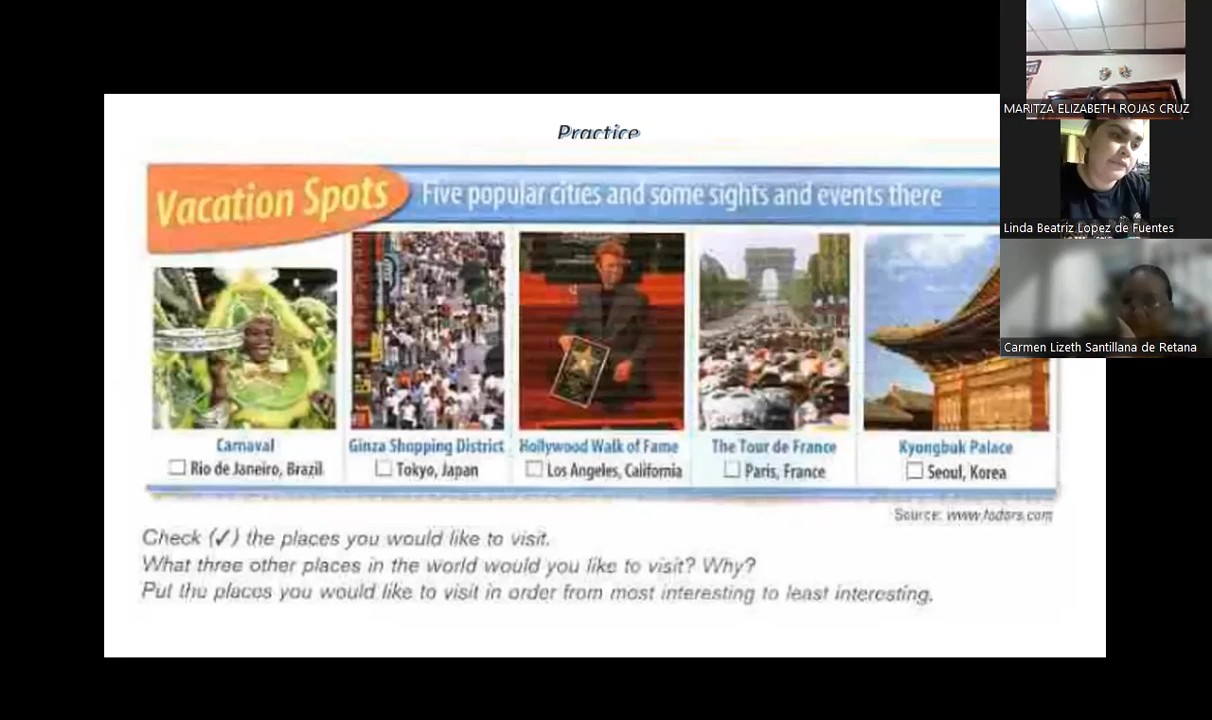 Practice
Vacation Spots
Five popular cities and some sights and events there
Carnaval
Rio de Janeiro, Brazil
Ginza Shopping District
Tokyo, Japan
Hollywood Walk of Fame
Los Angeles, California
The Tour de France
Paris, France
Kyongbuk Palace
Seoul, Korea
Source: www.fodors.com
Check (✓) the places you would like to visit.
What three other places in the world would you like to visit? Why?
Put the places you would like to visit in order from most interesting to least interesting.
MARITZA ELIZABETH ROJAS CRUZ
Linda Beatriz Lopez de Fuentes
Carmen Lizeth Santillana de Retana